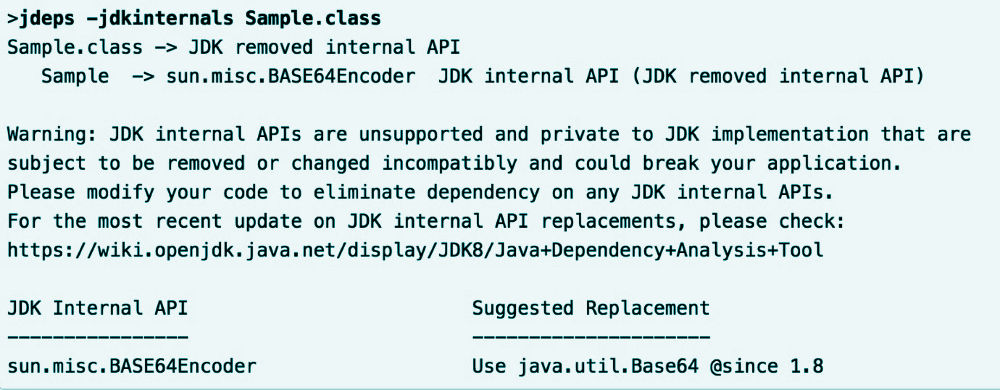 >jdeps -jdkinternals Sample.class
Sample.class -> JDK removed internal API
   Sample  -> sun.misc.BASE64Encoder  JDK internal API (JDK removed internal API)

Warning: JDK internal APIs are unsupported and private to JDK implementation that are
subject to be removed or changed incompatibly and could break your application.
Please modify your code to eliminate dependency on any JDK internal APIs.
For the most recent update on JDK internal API replacements, please check:
https://wiki.openjdk.java.net/display/JDK8/Java+Dependency+Analysis+Tool

JDK Internal API                         Suggested Replacement
----------------                         ---------------------
sun.misc.BASE64Encoder                   Use java.util.Base64 @since 1.8